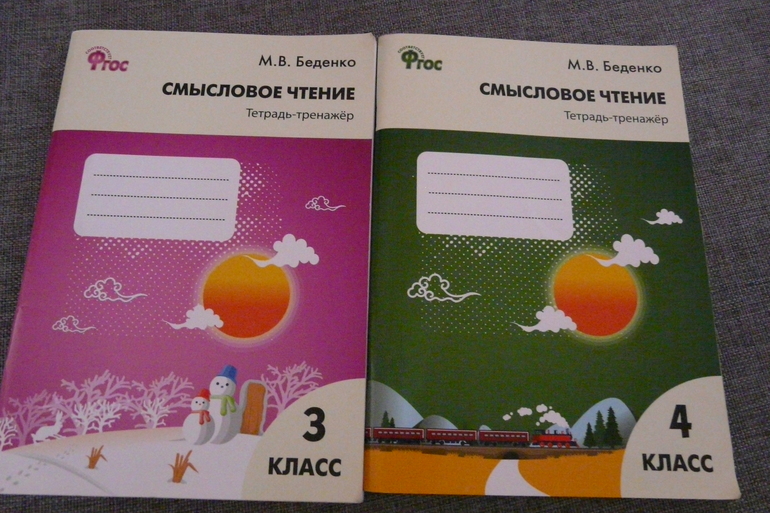 ФГОС
М.В. Беденко
СМЫСЛОВОЕ ЧТЕНИЕ
Тетрадь-тренажёр
3
КЛАСС
ФГОС
М.В. Беденко
СМЫСЛОВОЕ ЧТЕНИЕ
Тетрадь-тренажёр
4
КЛАСС